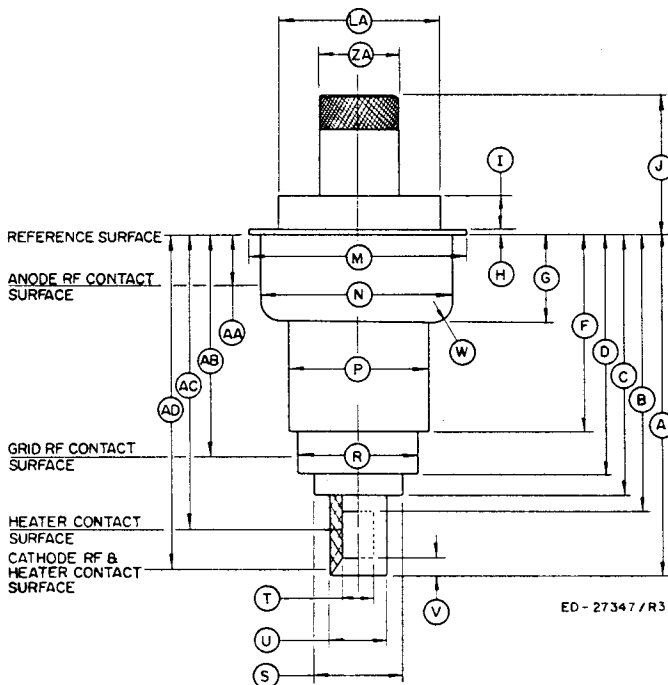 LA
ZA
I
J
REFERENCE SURFACE
M
H
G
ANODE RF CONTACT
SURFACE
N
F
AA
W
D
AB
P
C
AC
B
AD
A
GRID RF CONTACT
SURFACE
R
HEATER CONTACT
SURFACE
CATHODE RF &
HEATER CONTACT
SURFACE
T
V
ED-27347/R3
U
S